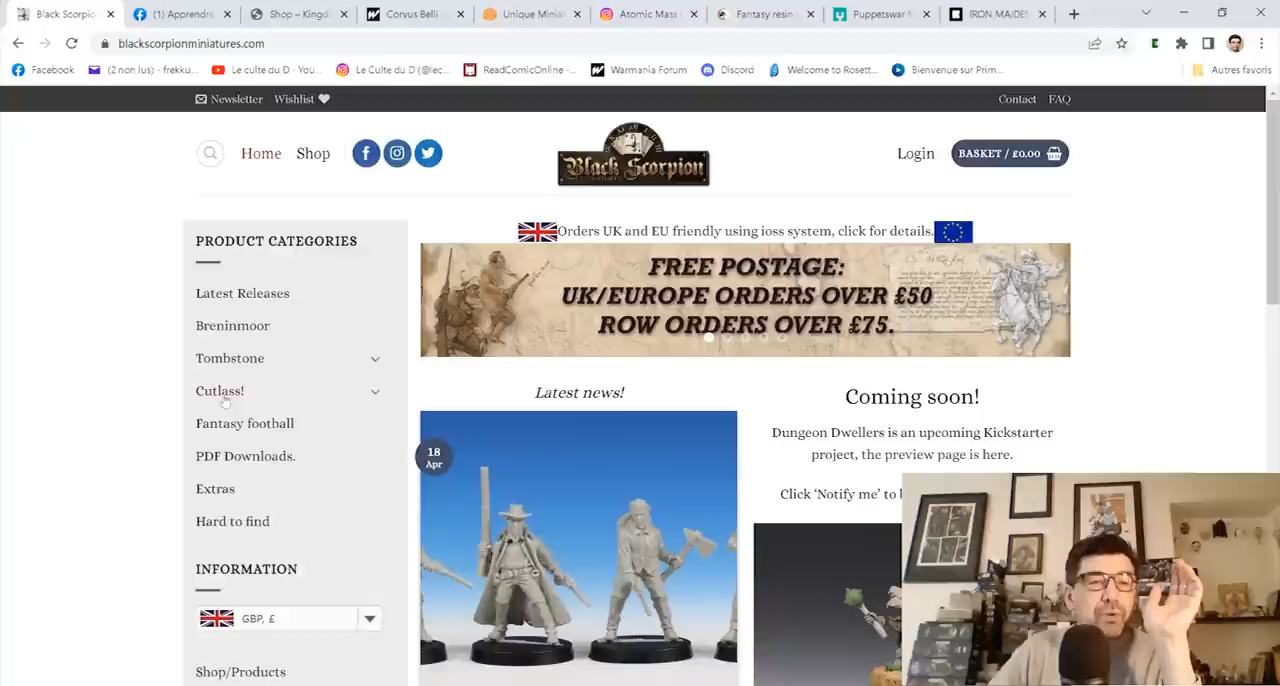 Black Scorpio
(1) Apprendre
Shop – Kingd
Corvus Belli
Unique Minia
Atomic Mass
Fantasy resin
Puppetswar
IRON MAIDEN
blackscorpionminiatures.com
Facebook
(2 non lus) - frekku...
Le culte du D - You...
Le Culte du D (@lec...
ReadComicOnline -...
Warmania Forum
Discord
Welcome to Rosett...
Bienvenue sur Prim...
Autres favoris
Newsletter
Wishlist
Contact
FAQ
Home
Shop
Black Scorpion
Login
BASKET / £0.00
PRODUCT CATEGORIES
Latest Releases
Breninmoor
Tombstone
Cutlass!
Fantasy football
PDF Downloads.
Extras
Hard to find
INFORMATION
GBP, £
Shop/Products
Orders UK and EU friendly using ioss system, click for details.
FREE POSTAGE:
UK/EUROPE ORDERS OVER £50
ROW ORDERS OVER £75.
Latest news!
18
Apr
Coming soon!
Dungeon Dwellers is an upcoming Kickstarter
project, the preview page is here.
Click ‘Notify me’ to